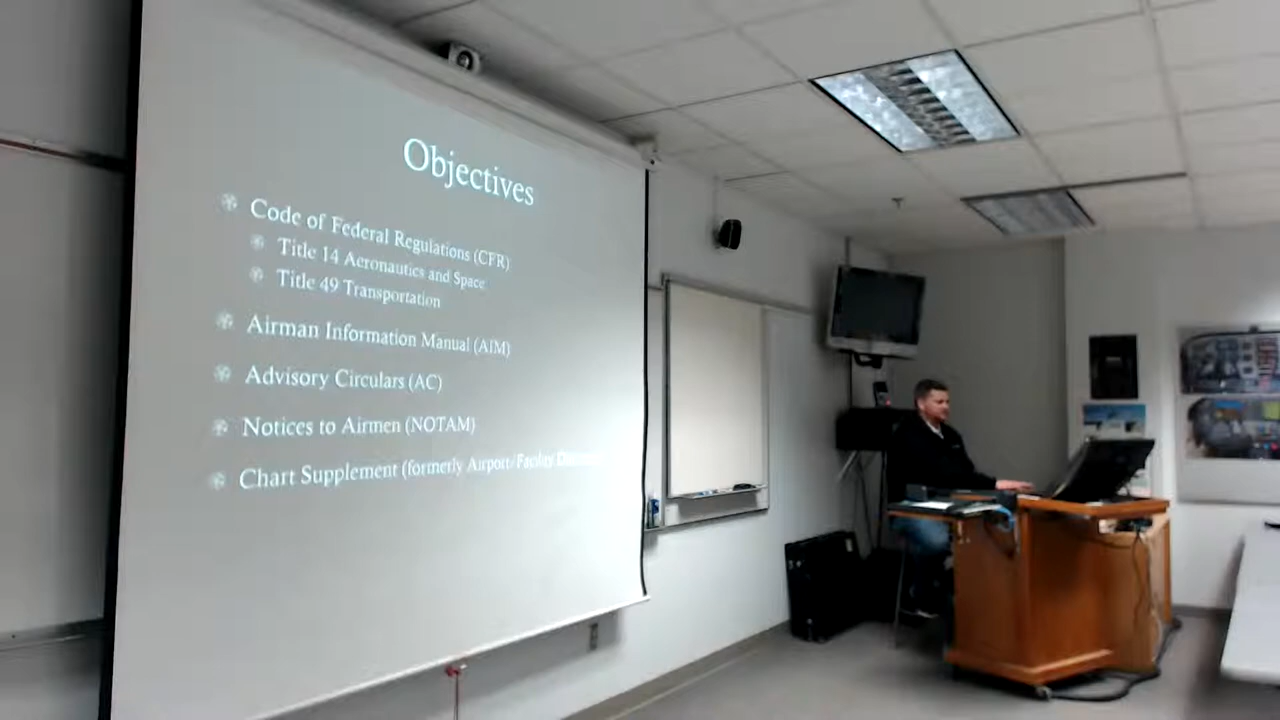 Objectives
Code of Federal Regulations (CFR)
Title 14 Aeronautics and Space
Title 49 Transportation
Airman Information Manual (AIM)
Advisory Circulars (AC)
Notices to Airmen (NOTAM)
Chart Supplement (formerly Airport/Facility